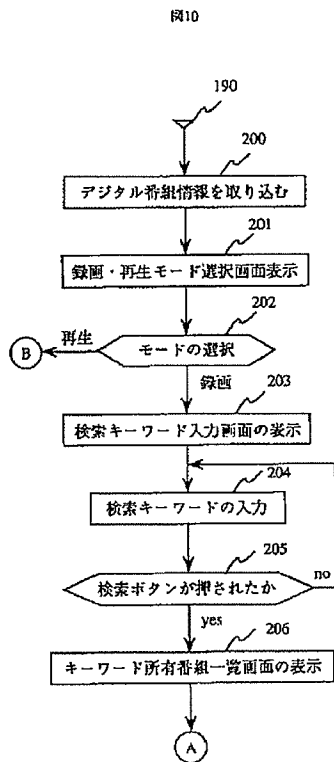 図10
190
200
デジタル番組情報を取り込む
201
録画・再生モード選択画面表示
202
B
再生
モードの選択
録画
203
検索キーワード入力画面の表示
204
検索キーワードの入力
205
検索ボタンが押されたか
no
yes
206
キーワード所有番組一覧画面の表示
A